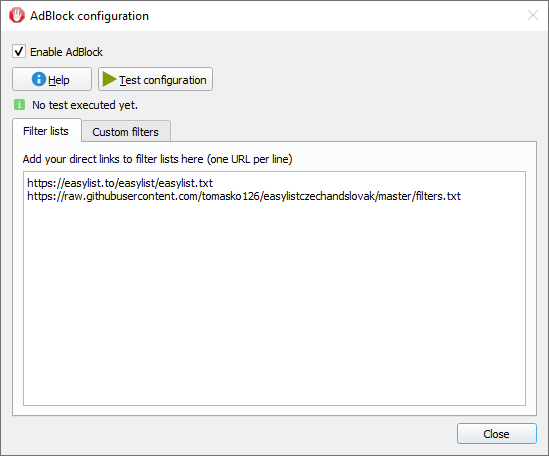 AdBlock configuration
Enable AdBlock
Help
Test configuration
No test executed yet.
Filter lists
Custom filters
Add your direct links to filter lists here (one URL per line)
https://easylist.to/easylist/easylist.txt
https://raw.githubusercontent.com/tomasko126/easylistczechandslovak/master/filters.txt
Close